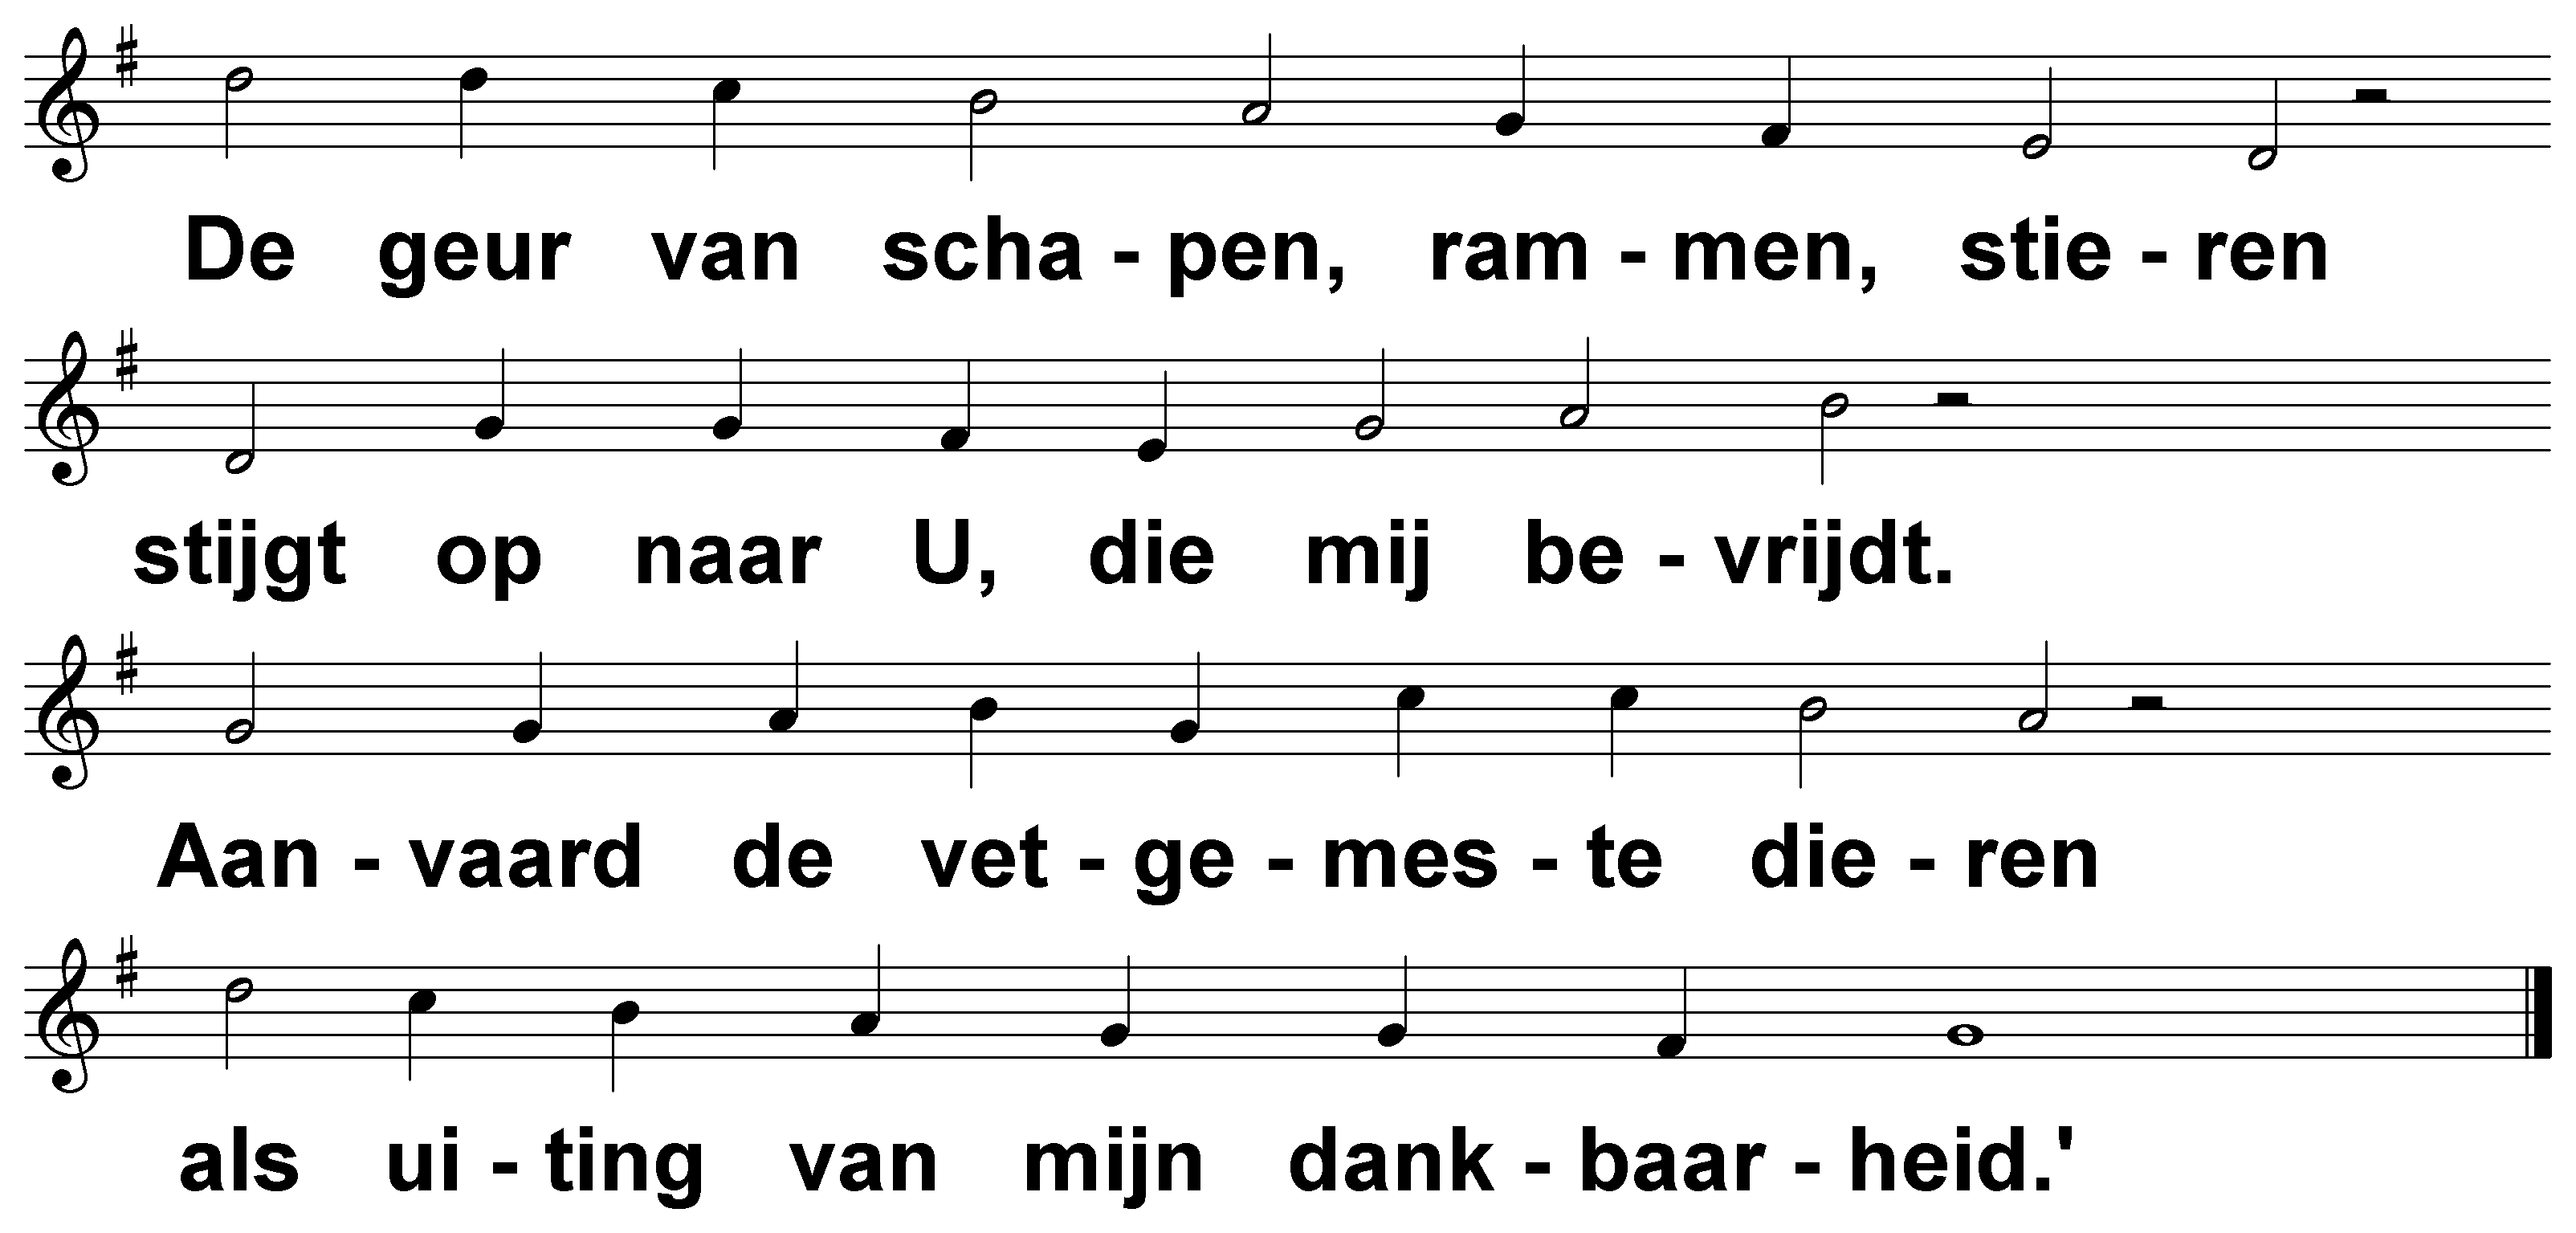 De geur van scha - pen, ram - men, stie - ren
stijgt op naar U, die mij be - vrijdt.
Aan - vaard de vet - ge - mes - te die - ren
als ui - ting van mijn dank - baar - heid.'